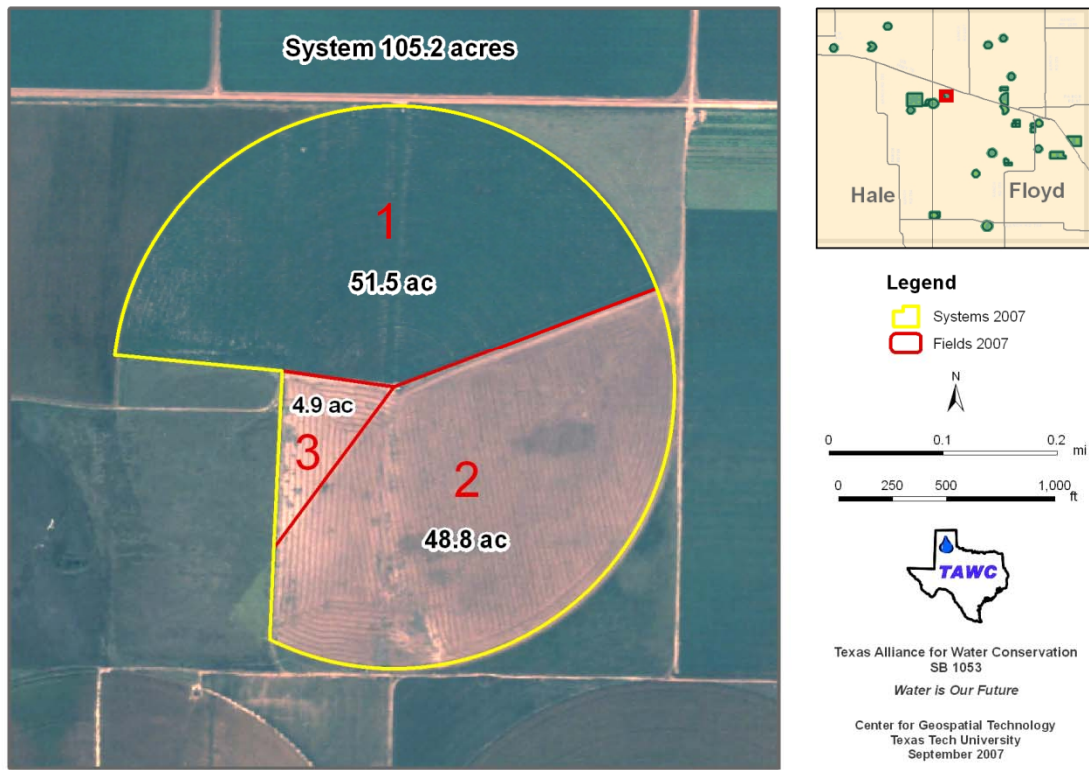 System 105.2 acres
1
51.5 ac
4.9 ac
3
2
48.8 ac
Hale
Floyd
Legend
Systems 2007
Fields 2007
N
0 0.1 0.2
mi
0 250 500 1,000
ft
TAWC
Texas Alliance for Water Conservation
SB 1053
Water is Our Future
Center for Geospatial Technology
Texas Tech University
September 2007